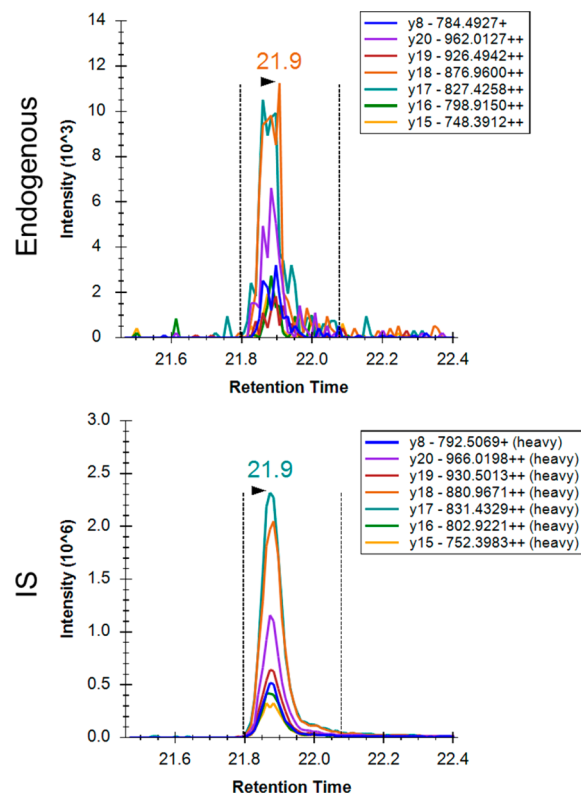 Endogenous
Intensity (10^3)
14
12
10
8
6
4
2
0
21.9
y8 - 784.4927+
y20 - 962.0127++
y19 - 926.4942++
y18 - 876.9600++
y17 - 827.4258++
y16 - 798.9150++
y15 - 748.3912++
21.6 21.8 22.0 22.2 22.4
Retention Time
IS
Intensity (10^6)
3.0
2.5
2.0
1.5
1.0
0.5
0.0
21.9
y8 - 792.5069+ (heavy)
y20 - 966.0198++ (heavy)
y19 - 930.5013++ (heavy)
y18 - 880.9671++ (heavy)
y17 - 831.4329++ (heavy)
y16 - 802.9221++ (heavy)
y15 - 752.3983++ (heavy)
21.6 21.8 22.0 22.2 22.4
Retention Time